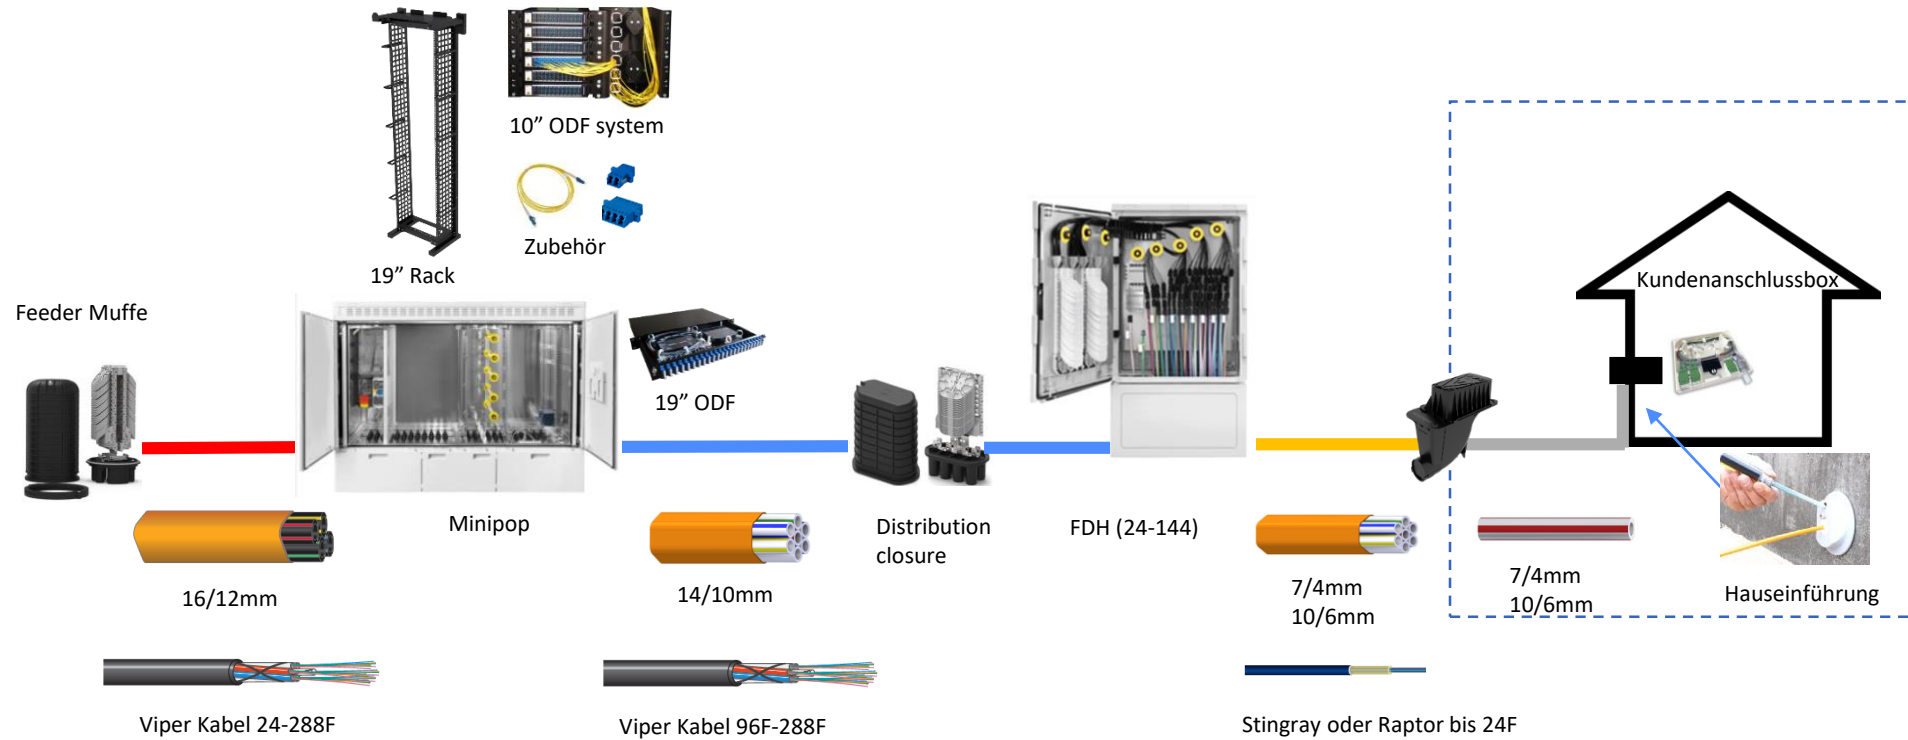 10” ODF system
Zubehör
19” Rack
Feeder Muffe
Kundenanschlussbox
19” ODF
Minipop
Distribution
closure
FDH (24-144)
16/12mm
14/10mm
7/4mm
10/6mm
7/4mm
10/6mm
Hauseinführung
Viper Kabel 24-288F
Viper Kabel 96F-288F
Stingray oder Raptor bis 24F